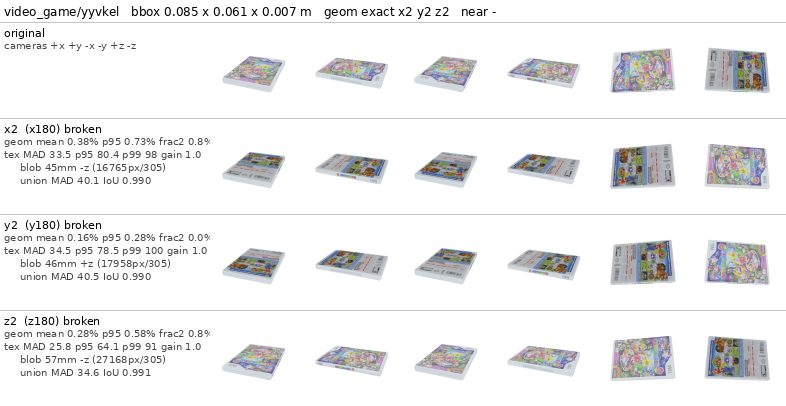 video_game/yyvkel   bbox 0.085 x 0.061 x 0.007 m   geom exact x2 y2 z2   near -
original
cameras +x +y -x -y +z -z
x2  (x180) broken
geom mean 0.38% p95 0.73% frac2 0.8%
tex MAD 33.5 p95 80.4 p99 98 gain 1.0
blob 45mm -z (16765px/305)
union MAD 40.1 IoU 0.990
y2  (y180) broken
geom mean 0.16% p95 0.28% frac2 0.0%
tex MAD 34.5 p95 78.5 p99 100 gain 1.0
blob 46mm +z (17958px/305)
union MAD 40.5 IoU 0.990
z2  (z180) broken
geom mean 0.28% p95 0.58% frac2 0.8%
tex MAD 25.8 p95 64.1 p99 91 gain 1.0
blob 57mm -z (27168px/305)
union MAD 34.6 IoU 0.991